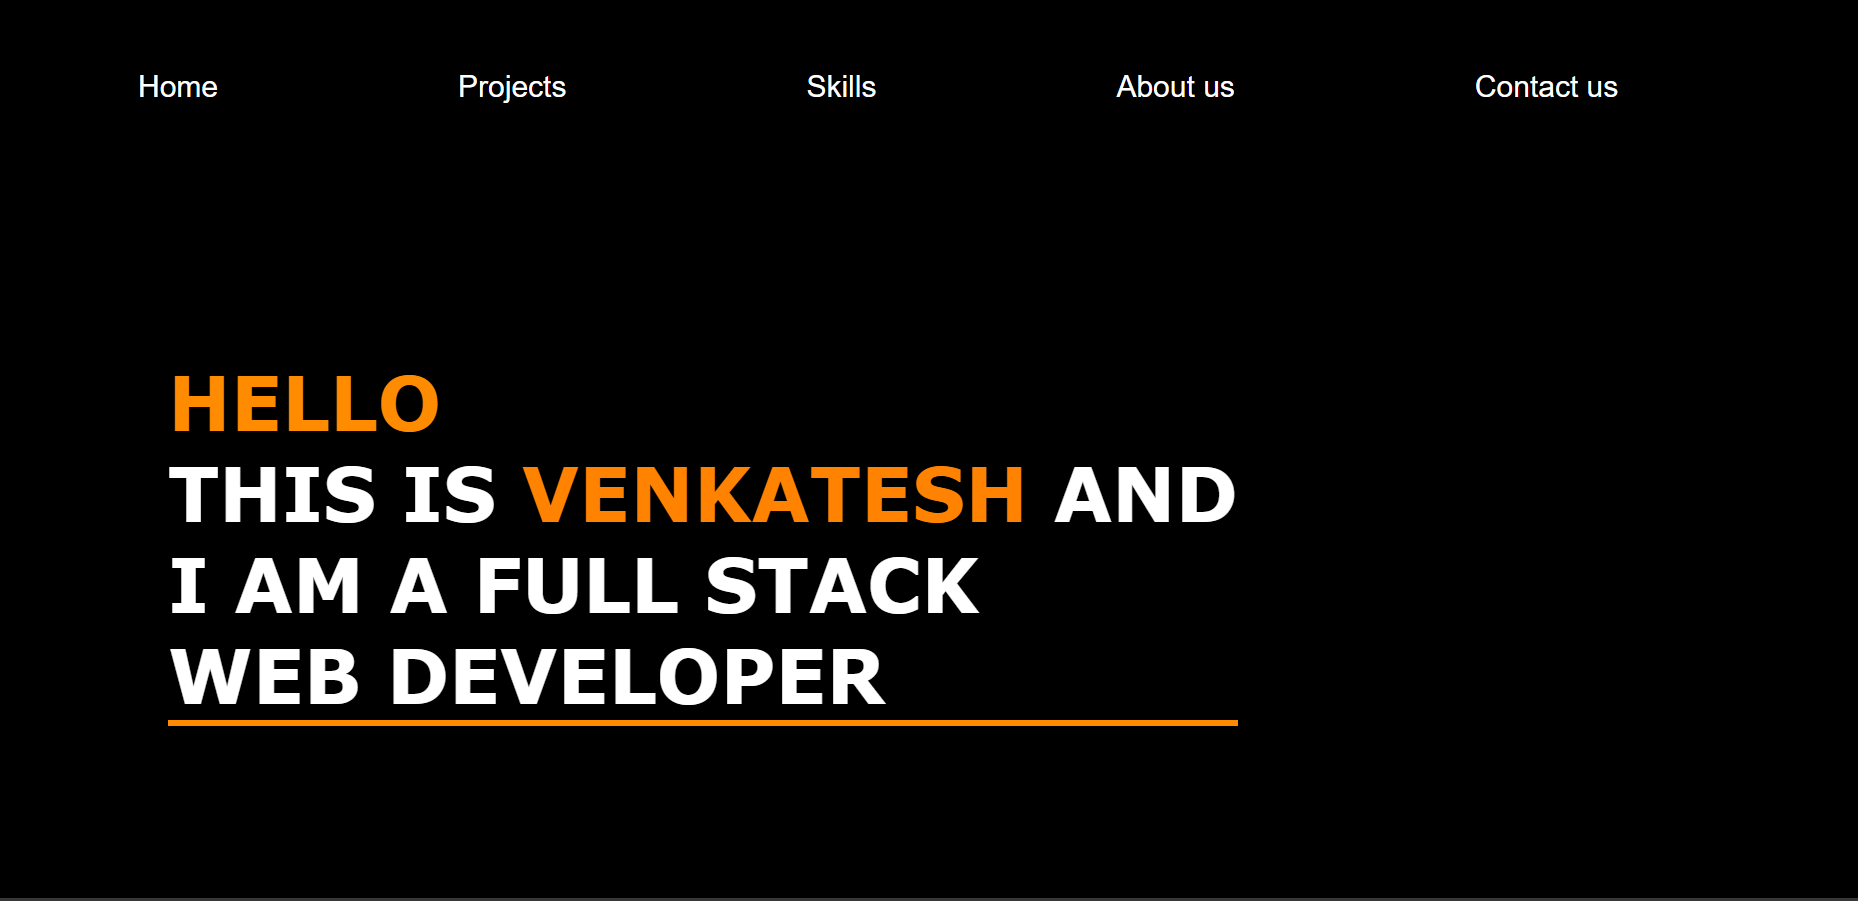 Home Projects Skills About us Contact us
HELLO
THIS IS VENKATESH AND
I AM A FULL STACK
WEB DEVELOPER